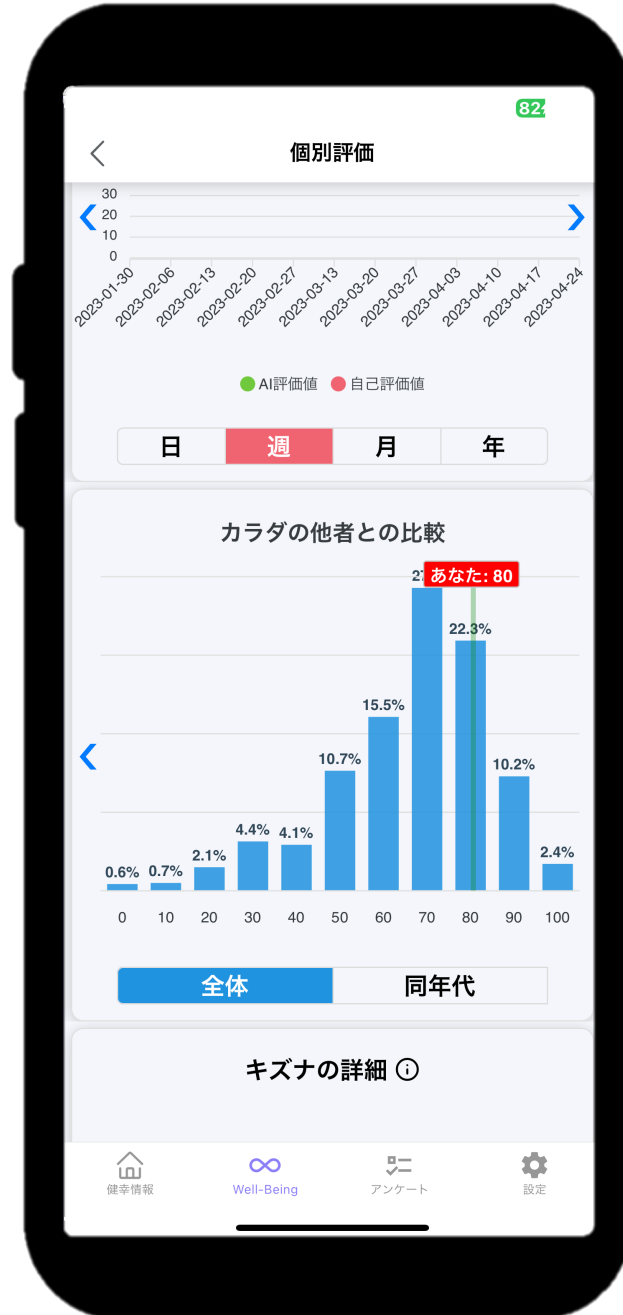 82
個別評価
30
20
10
0
2023-01-30 2023-02-06 2023-02-13 2023-02-20 2023-02-27 2023-03-13 2023-03-20 2023-03-27 2023-04-03 2023-04-10 2023-04-17 2023-04-24
AI評価値 自己評価値
日 週 月 年
カラダの他者との比較
あなた: 80
22.3%
15.5%
10.7%
10.2%
4.4% 4.1%
2.1%
2.4%
0.6% 0.7%
0 10 20 30 40 50 60 70 80 90 100
全体 同年代
キズナの詳細
健幸情報 Well-Being アンケート 設定